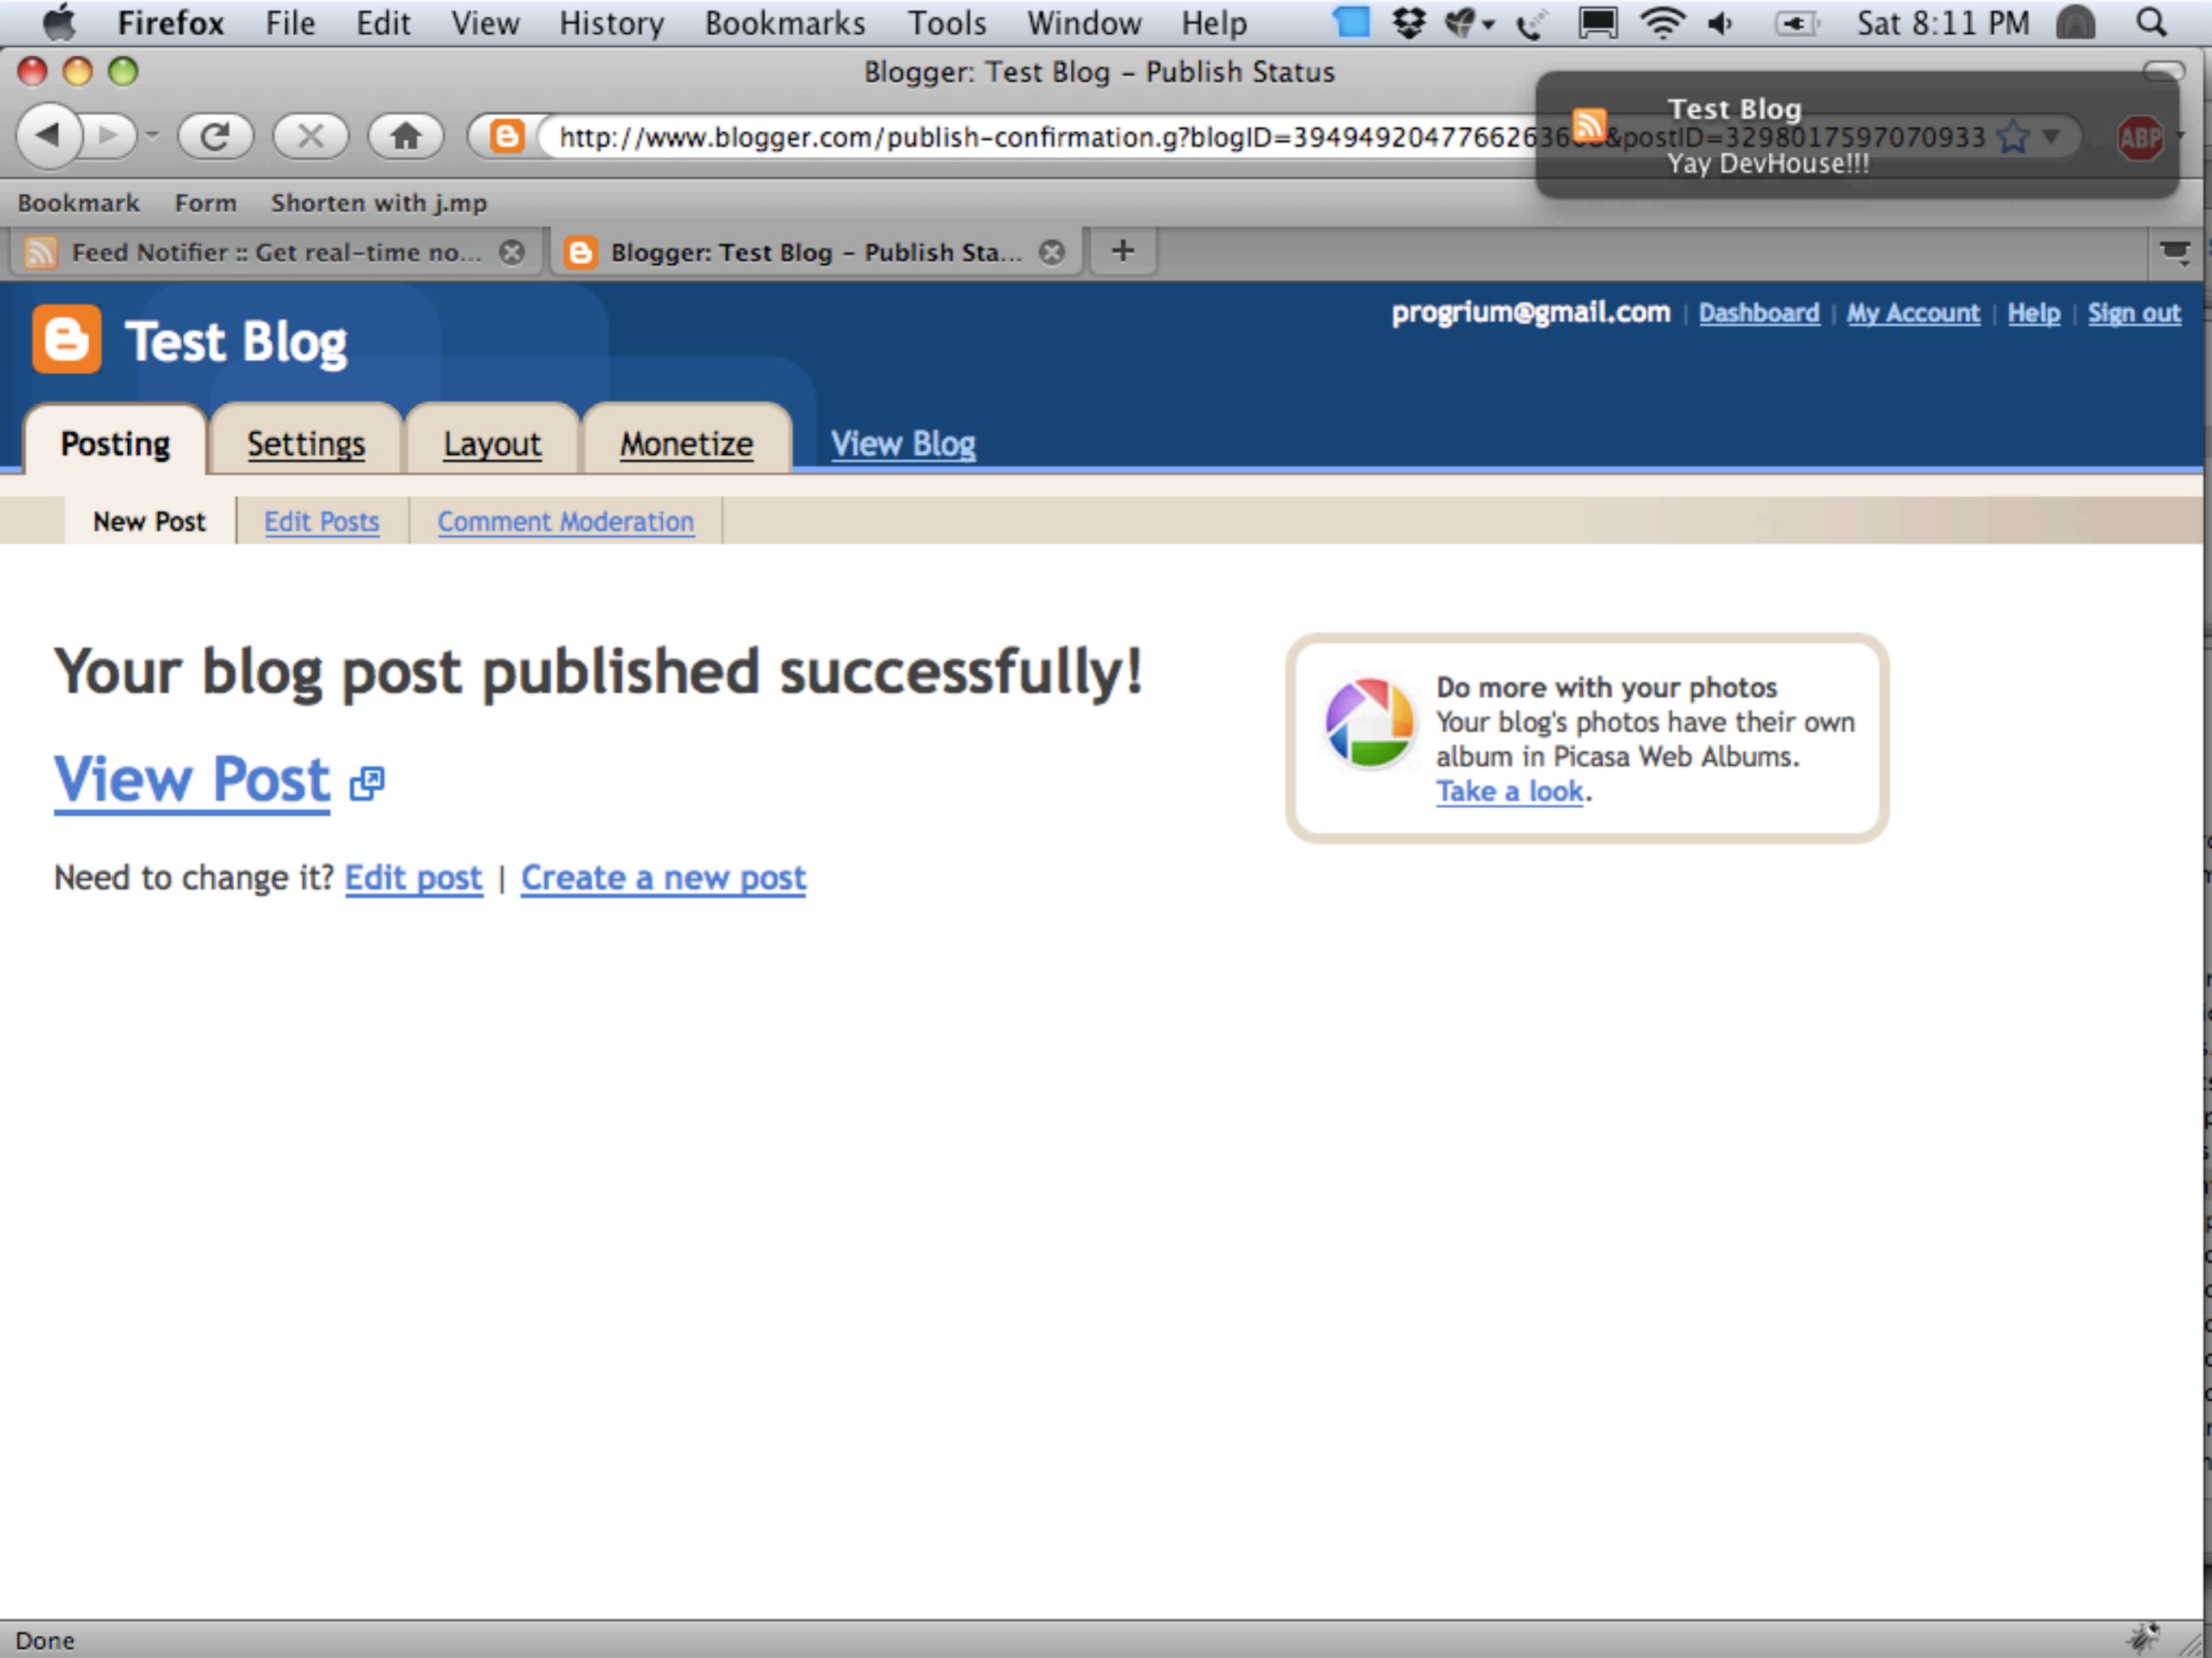 Firefox File Edit View History Bookmarks Tools Window Help Sat 8:11 PM
Blogger: Test Blog – Publish Status
Test Blog
http://www.blogger.com/publish-confirmation.g?blogID=39494920477662636 &postID=3298017597070933 ABP
Yay DevHouse!!!
Bookmark Form Shorten with j.mp
Feed Notifier :: Get real-time no... Blogger: Test Blog – Publish Sta...
progrium@gmail.com | Dashboard | My Account | Help | Sign out
Test Blog
Posting Settings Layout Monetize View Blog
New Post Edit Posts Comment Moderation
Your blog post published successfully!
View Post
Need to change it? Edit post | Create a new post
Do more with your photos
Your blog's photos have their own
album in Picasa Web Albums.
Take a look.
Done